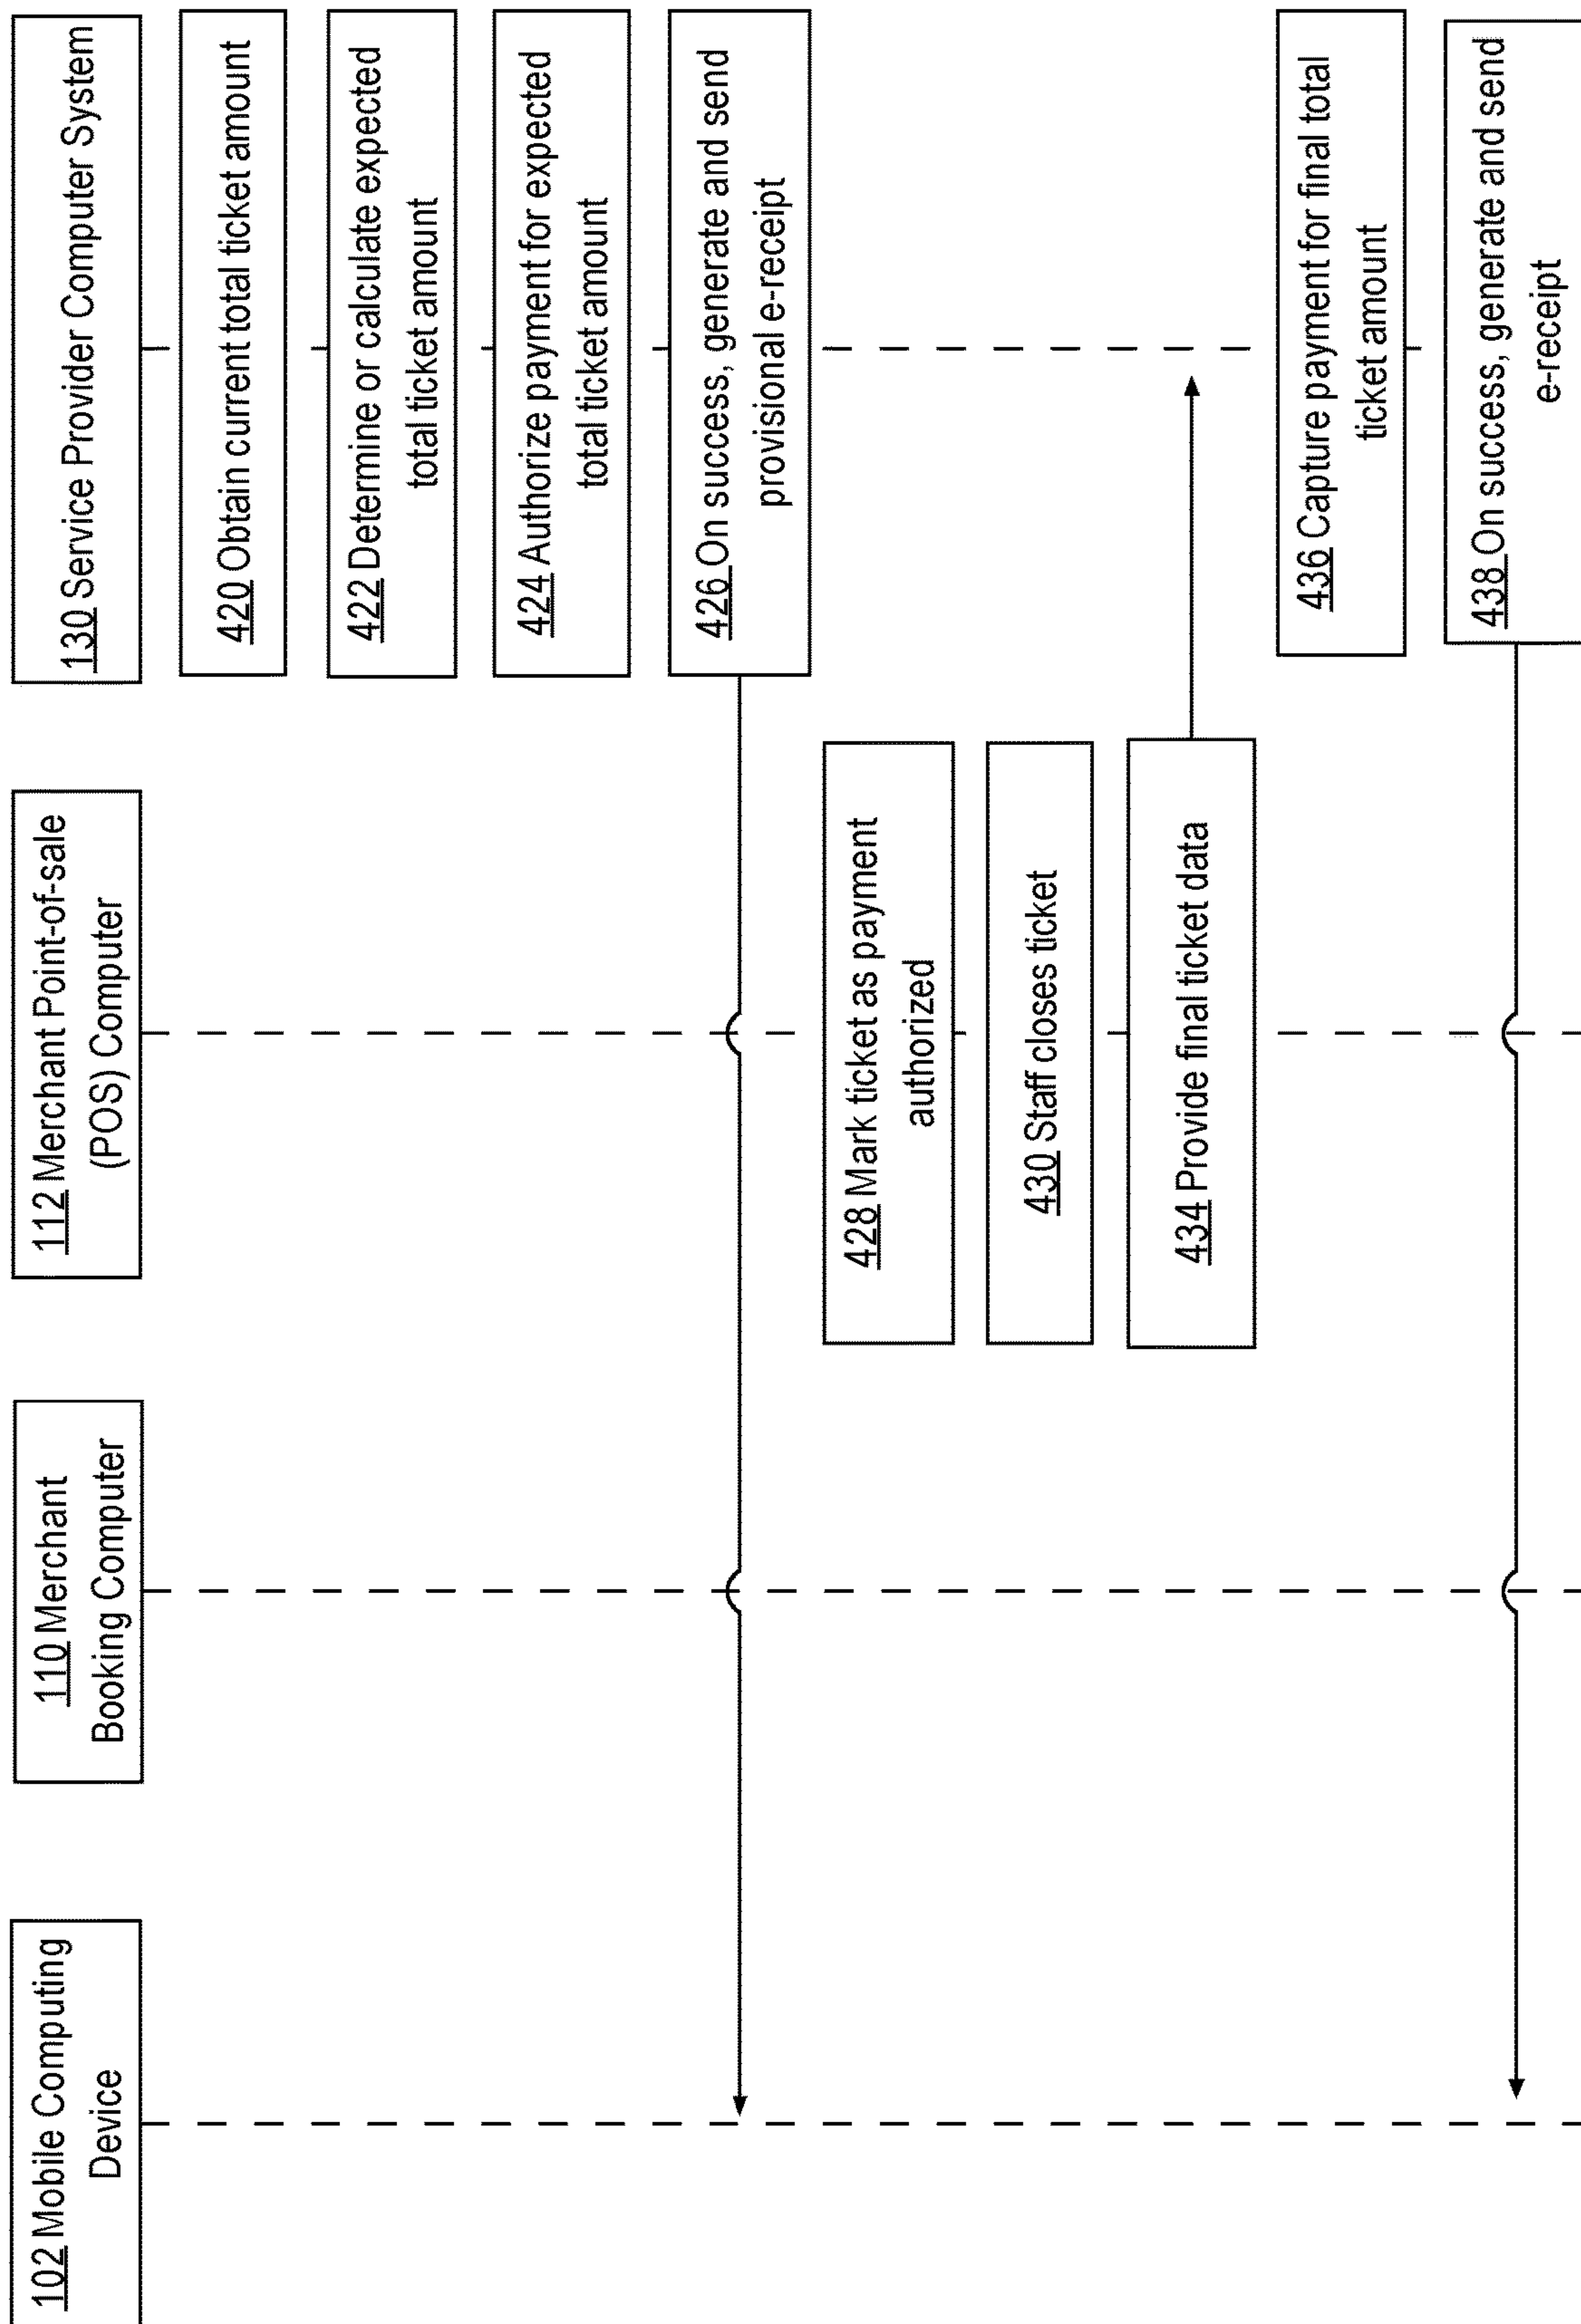 102 Mobile Computing
Device
110 Merchant
Booking Computer
112 Merchant Point-of-sale
(POS) Computer
130 Service Provider Computer System
420 Obtain current total ticket amount
422 Determine or calculate expected
total ticket amount
424 Authorize payment for expected
total ticket amount
426 On success, generate and send
provisional e-receipt
428 Mark ticket as payment
authorized
430 Staff closes ticket
434 Provide final ticket data
436 Capture payment for final total
ticket amount
438 On success, generate and send
e-receipt